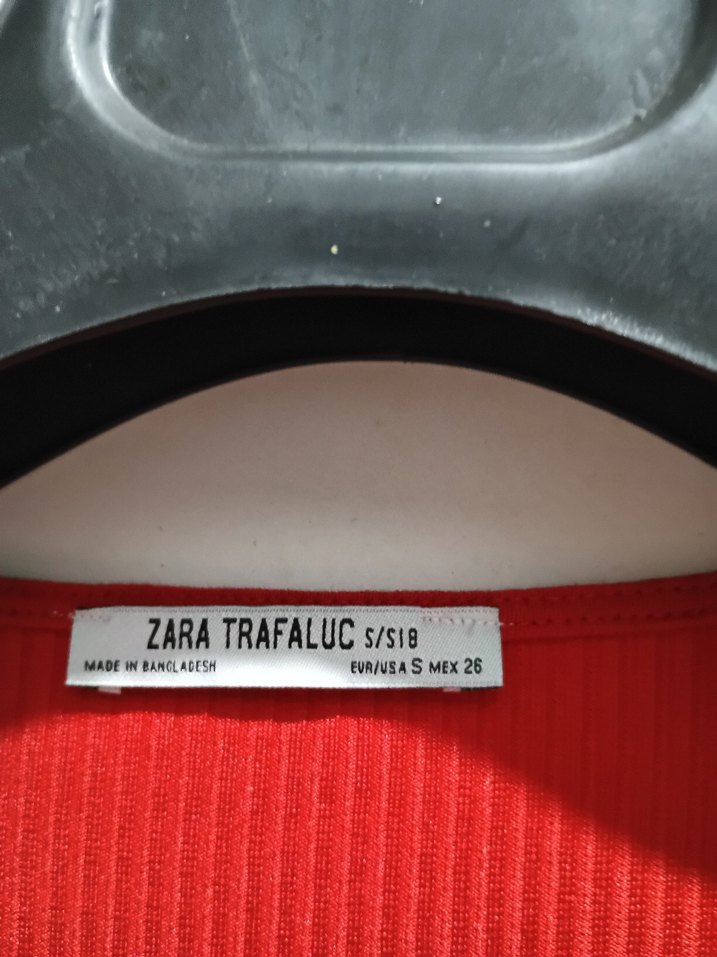 ZARA TRAFALUC S/S18
MADE IN BANGLADESH EUR/USA S MEX 26